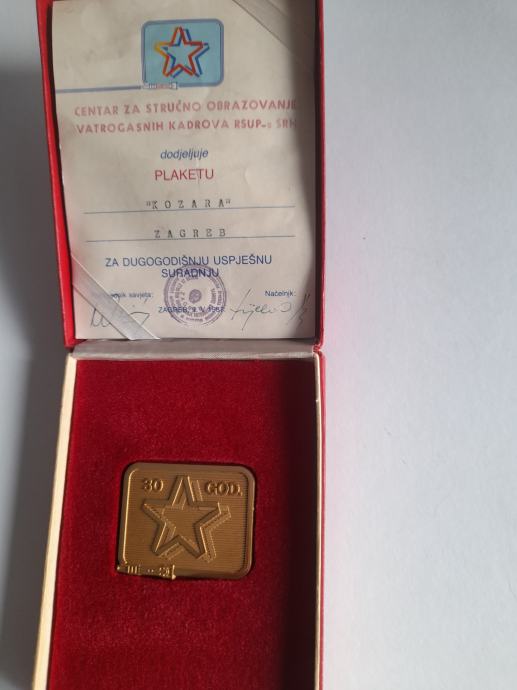 CENTAR ZA STRUČNO OBRAZOVANJE
VATROGASNIH KADROVA RSUP-a SRH
dodjeljuje
PLAKETU
"KOZARA"
ZAGREB
ZA DUGOGODIŠNJU USPJEŠNU
SURADNJU
savjeta:
Načelnik:
ZAGREB,
30 GOD.